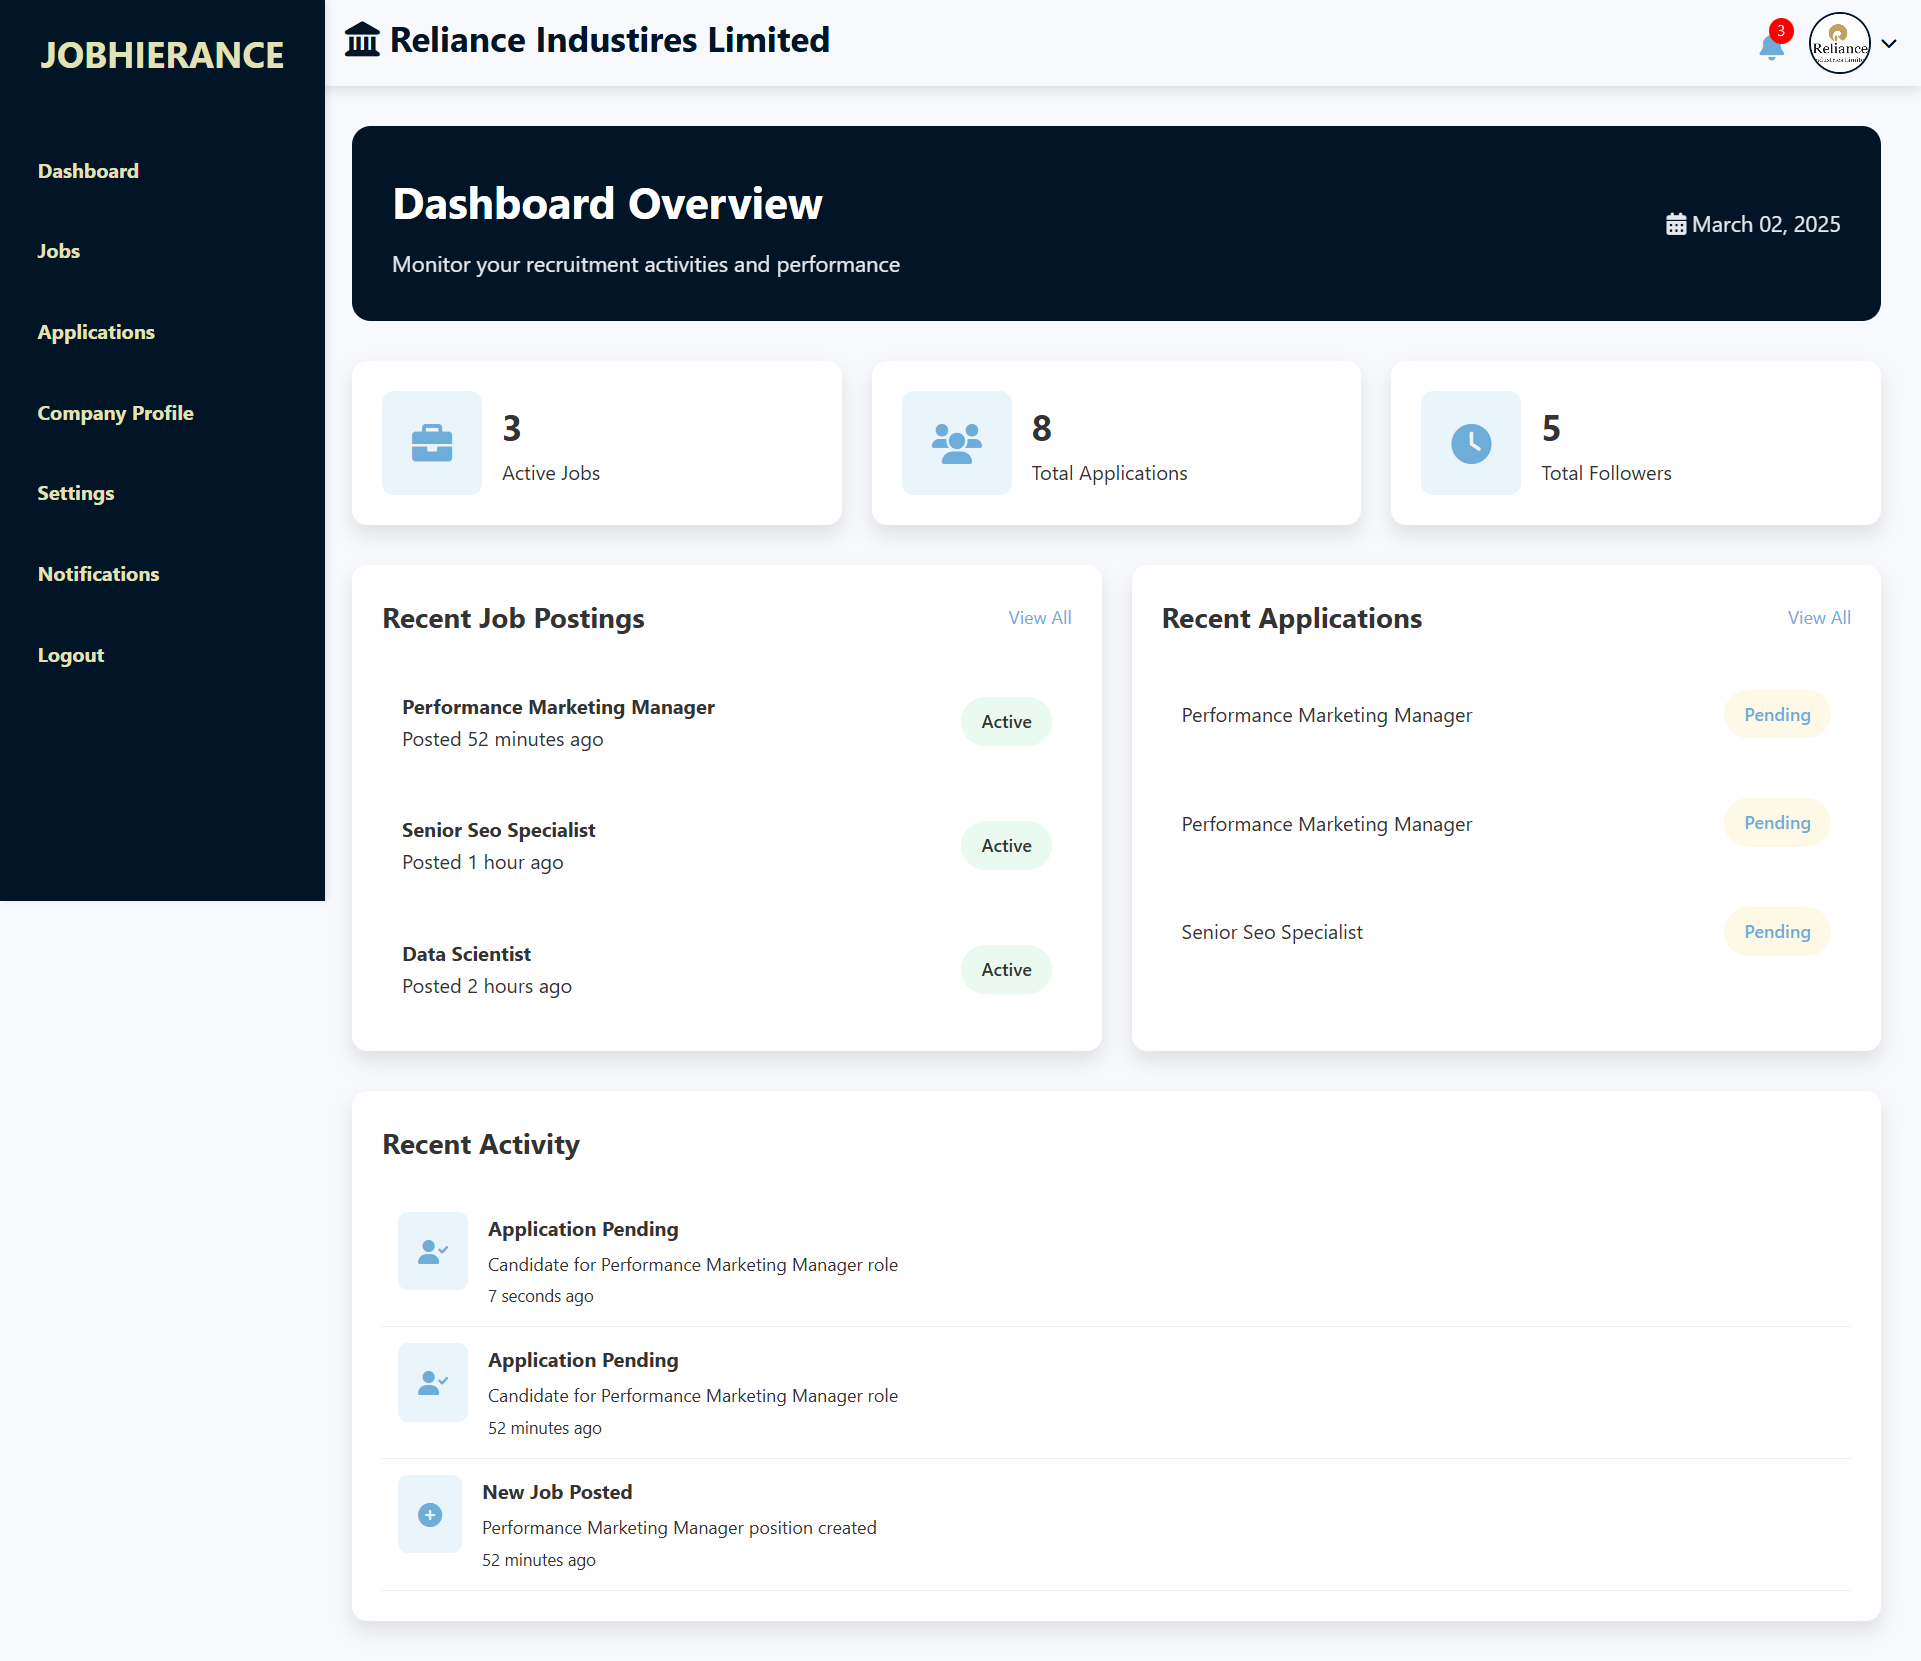 JOBHIERANCE
Dashboard
Jobs
Applications
Company Profile
Settings
Notifications
Logout
Reliance Industires Limited
3
Reliance
Dashboard Overview
Monitor your recruitment activities and performance
March 02, 2025
3
Active Jobs
8
Total Applications
5
Total Followers
Recent Job Postings
View All
Performance Marketing Manager
Posted 52 minutes ago
Active
Senior Seo Specialist
Posted 1 hour ago
Active
Data Scientist
Posted 2 hours ago
Active
Recent Applications
View All
Performance Marketing Manager
Pending
Performance Marketing Manager
Pending
Senior Seo Specialist
Pending
Recent Activity
Application Pending
Candidate for Performance Marketing Manager role
7 seconds ago
Application Pending
Candidate for Performance Marketing Manager role
52 minutes ago
New Job Posted
Performance Marketing Manager position created
52 minutes ago